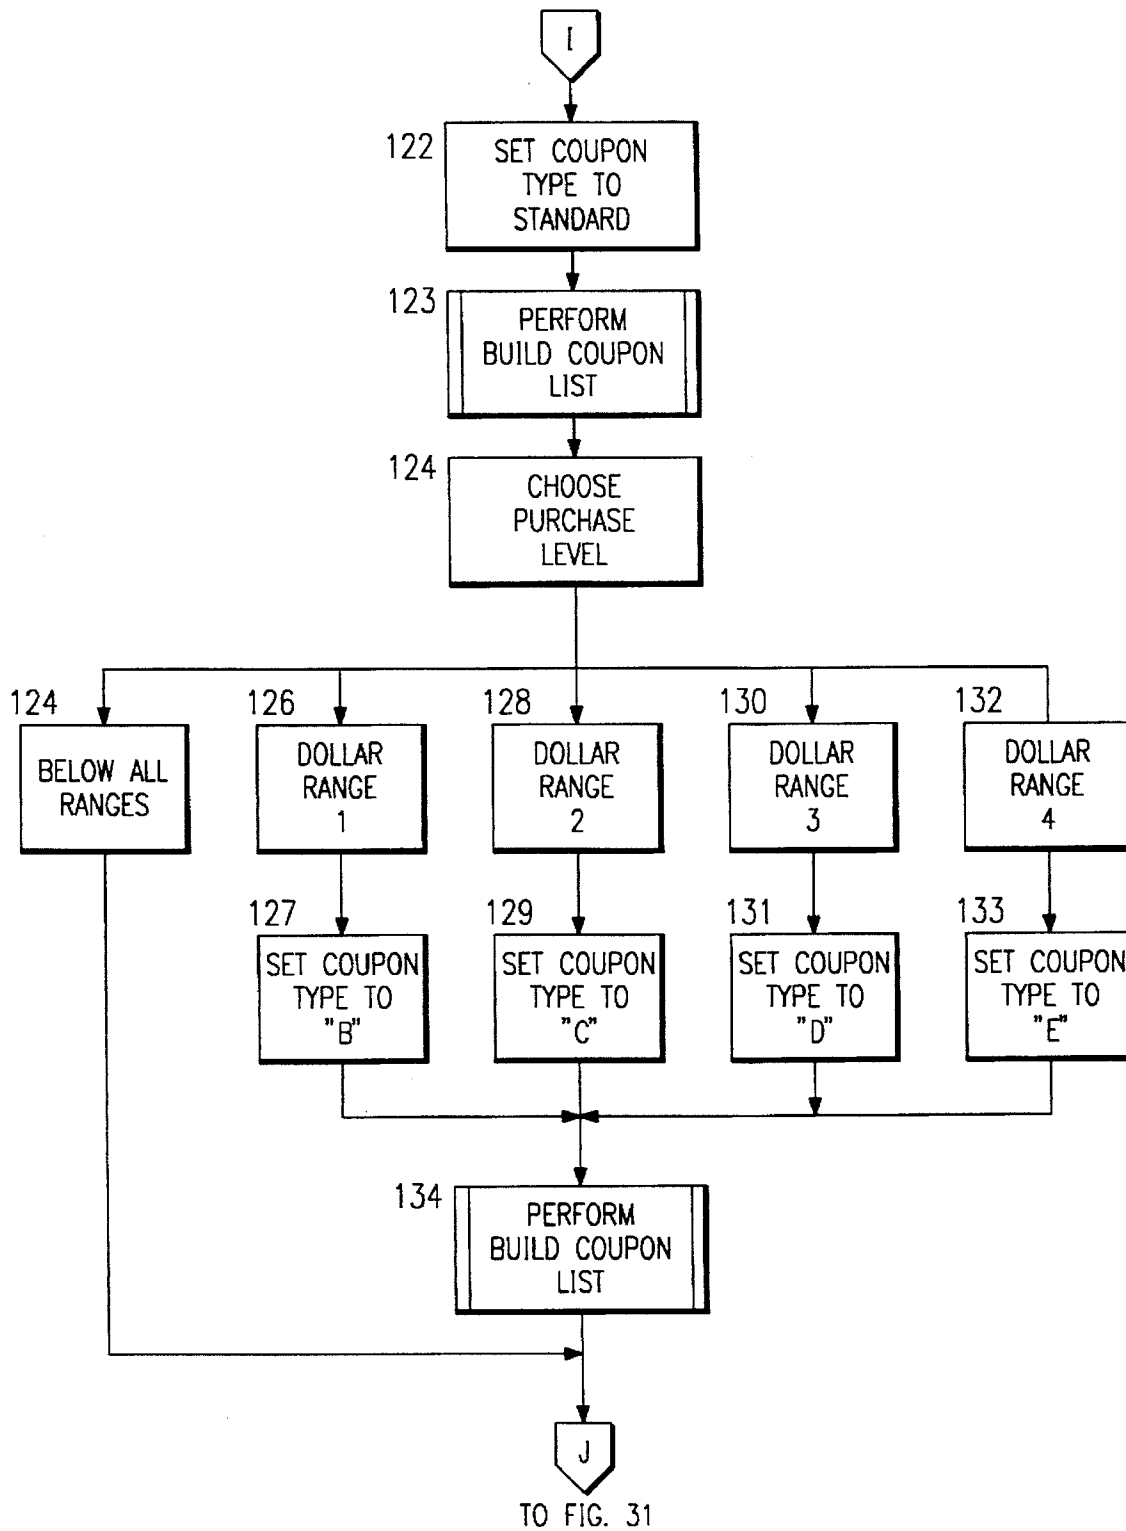 I
122
SET COUPON
TYPE TO
STANDARD
123
PERFORM
BUILD COUPON
LIST
124
CHOOSE
PURCHASE
LEVEL
124
BELOW ALL
RANGES
126
DOLLAR
RANGE
1
128
DOLLAR
RANGE
2
130
DOLLAR
RANGE
3
132
DOLLAR
RANGE
4
127
SET COUPON
TYPE TO
"B"
129
SET COUPON
TYPE TO
"C"
131
SET COUPON
TYPE TO
"D"
133
SET COUPON
TYPE TO
"E"
134
PERFORM
BUILD COUPON
LIST
J
TO FIG. 31